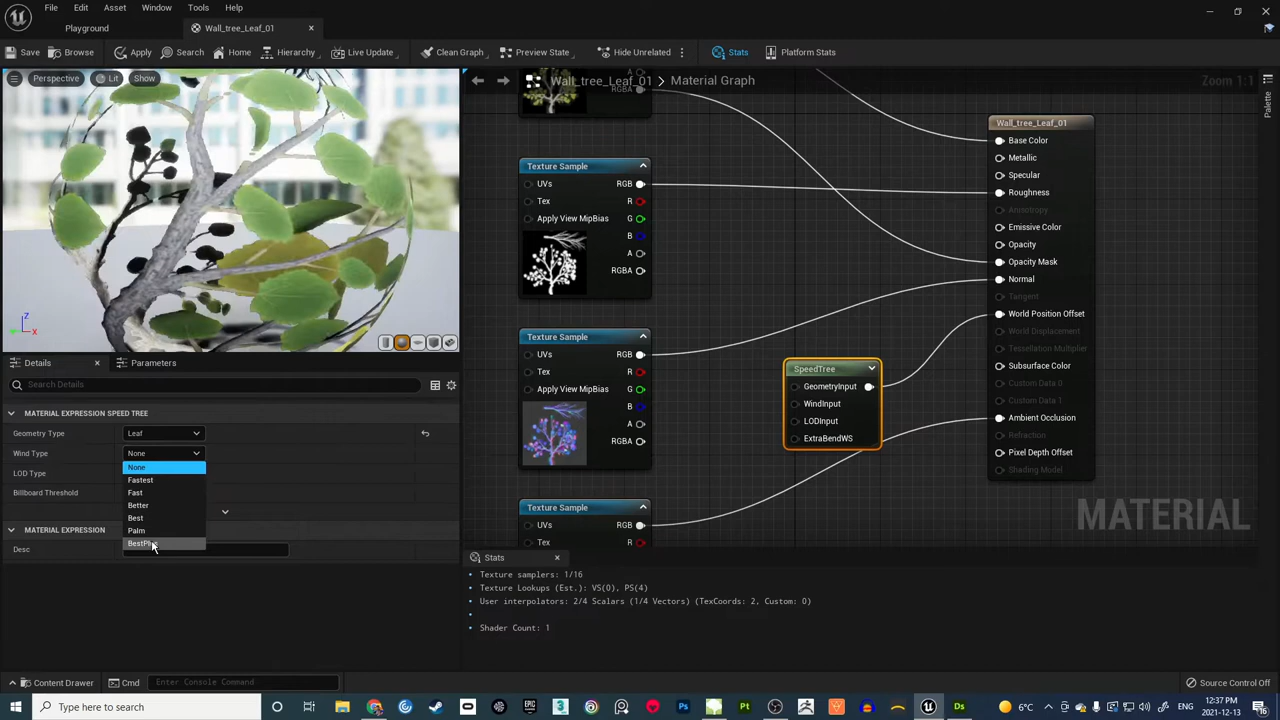 File Edit Asset Window Tools Help
Playground Wall_tree_Leaf_01
Save Browse Apply Search Home Hierarchy Live Update Clean Graph Preview State Hide Unrelated Stats Platform Stats
Perspective Lit Show
Wall_tree_Leaf_01 > Material Graph Zoom 1:1
Palette
A
RGBA
Texture Sample
UVs RGB
Tex R
Apply View MipBias G
B
A
RGBA
Texture Sample
UVs RGB
Tex R
Apply View MipBias G
B
A
RGBA
Texture Sample
UVs RGB
Tex R
SpeedTree
GeometryInput
WindInput
LODInput
ExtraBendWS
Wall_tree_Leaf_01
Base Color
Metallic
Specular
Roughness
Anisotropy
Emissive Color
Opacity
Opacity Mask
Normal
Tangent
World Position Offset
World Displacement
Tessellation Multiplier
Subsurface Color
Custom Data 0
Custom Data 1
Ambient Occlusion
Refraction
Pixel Depth Offset
Shading Model
MATERIAL
Z
X
Details Parameters
Search Details
MATERIAL EXPRESSION SPEED TREE
Geometry Type Leaf
Wind Type None
LOD Type
Billboard Threshold
None
Fastest
Fast
Better
Best
Palm
MATERIAL EXPRESSION
Desc
Stats
Texture samplers: 1/16
Texture Lookups (Est.): VS(0), PS(4)
User interpolators: 2/4 Scalars (1/4 Vectors) (TexCoords: 2, Custom: 0)
Shader Count: 1
Content Drawer Cmd Enter Console Command Source Control Off
Type here to search
6°C
12:37 PM
2021-12-13